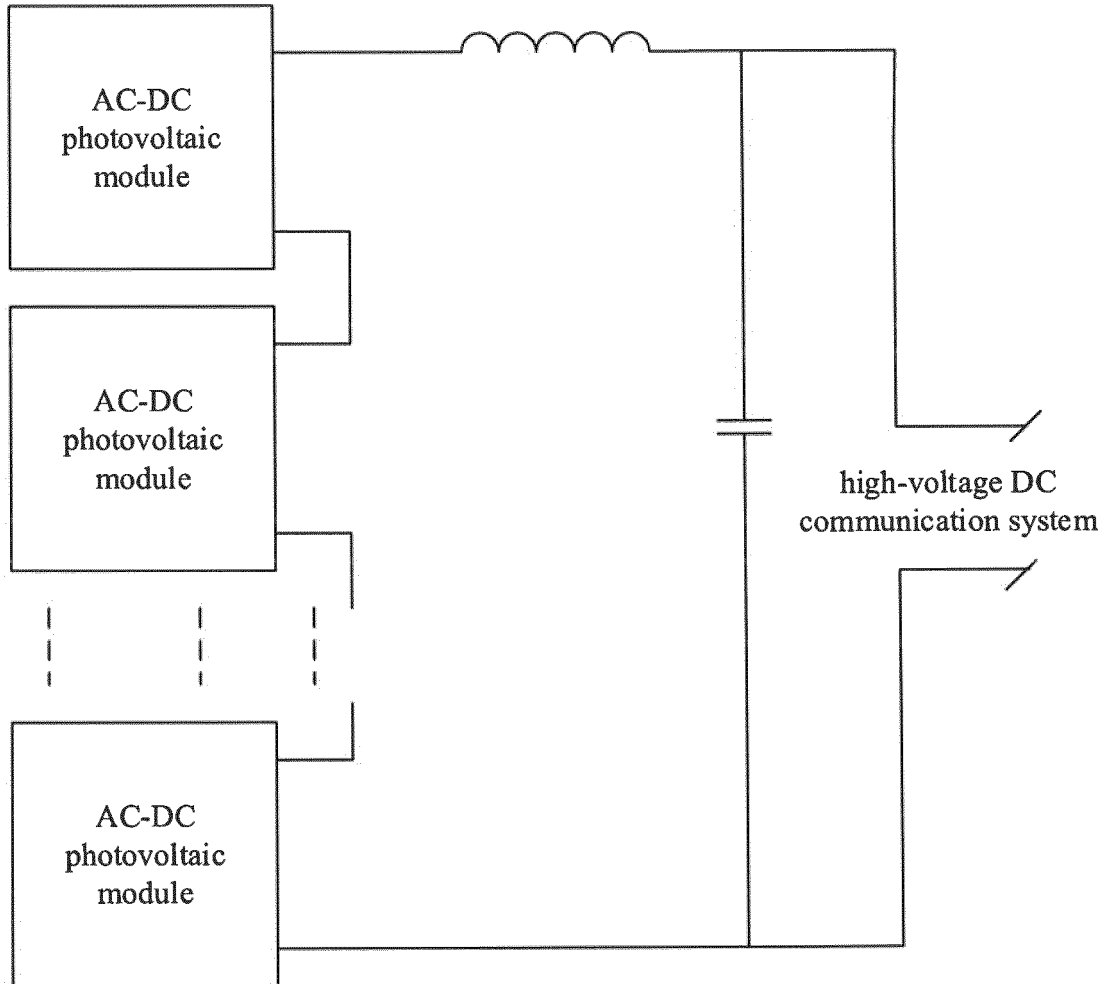 AC-DC
photovoltaic
module
AC-DC
photovoltaic
module
high-voltage DC
communication system
AC-DC
photovoltaic
module